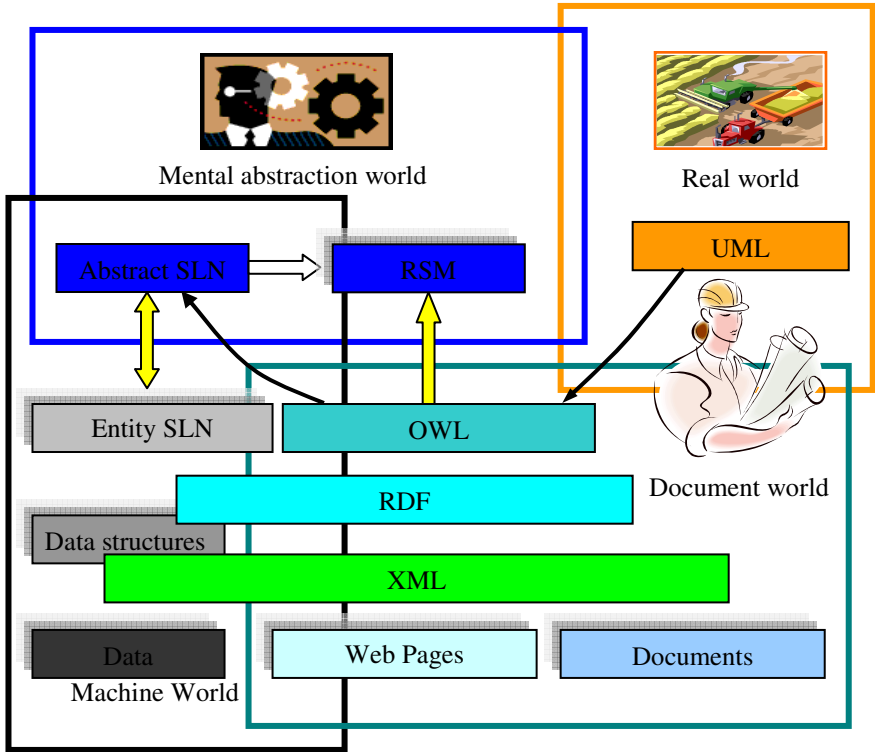 Mental abstraction world
Real world
UML
Abstract SLN
RSM
Entity SLN
OWL
Document world
RDF
Data structures
XML
Data
Web Pages
Documents
Machine World